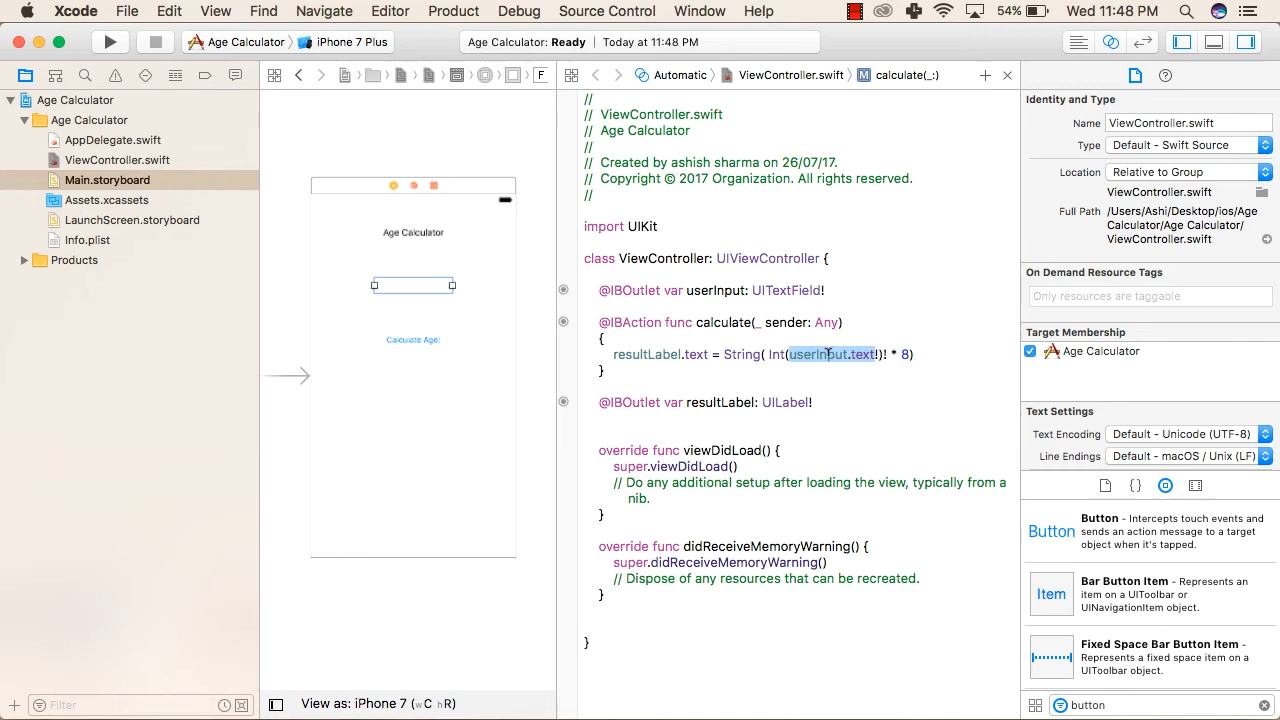 Xcode File Edit View Find Navigate Editor Product Debug Source Control Window Help 54% Wed 11:48 PM
Age Calculator iPhone 7 Plus Age Calculator: Ready Today at 11:48 PM
Age Calculator
Age Calculator
AppDelegate.swift
ViewController.swift
Main.storyboard
Assets.xcassets
LaunchScreen.storyboard
Info.plist
Products
Filter
F
Age Calculator
Calculate Age!
View as: iPhone 7 (wC hR)
Automatic ViewController.swift M calculate(_:)
//
// ViewController.swift
// Age Calculator
//
// Created by ashish sharma on 26/07/17.
// Copyright © 2017 Organization. All rights reserved.
//
import UIKit
class ViewController: UIViewController {
@IBOutlet var userInput: UITextField!
@IBAction func calculate(_ sender: Any)
{
resultLabel.text = String( Int(userInput.text!)! * 8)
}
@IBOutlet var resultLabel: UILabel!
override func viewDidLoad() {
super.viewDidLoad()
// Do any additional setup after loading the view, typically from a
nib.
}
override func didReceiveMemoryWarning() {
super.didReceiveMemoryWarning()
// Dispose of any resources that can be recreated.
}
}
Identity and Type
Name ViewController.swift
Type Default - Swift Source
Location Relative to Group
ViewController.swift
Full Path /Users/Ashi/Desktop/ios/Age
Calculator/Age Calculator/
ViewController.swift
On Demand Resource Tags
Only resources are taggable
Target Membership
Age Calculator
Text Settings
Text Encoding Default - Unicode (UTF-8)
Line Endings Default - macOS / Unix (LF)
Button
Button - Intercepts touch events and
sends an action message to a target
object when it's tapped.
Item
Bar Button Item - Represents an
item on a UIToolbar or
UINavigationItem object.
Fixed Space Bar Button Item -
Represents a fixed space item on a
UIToolbar object.
button